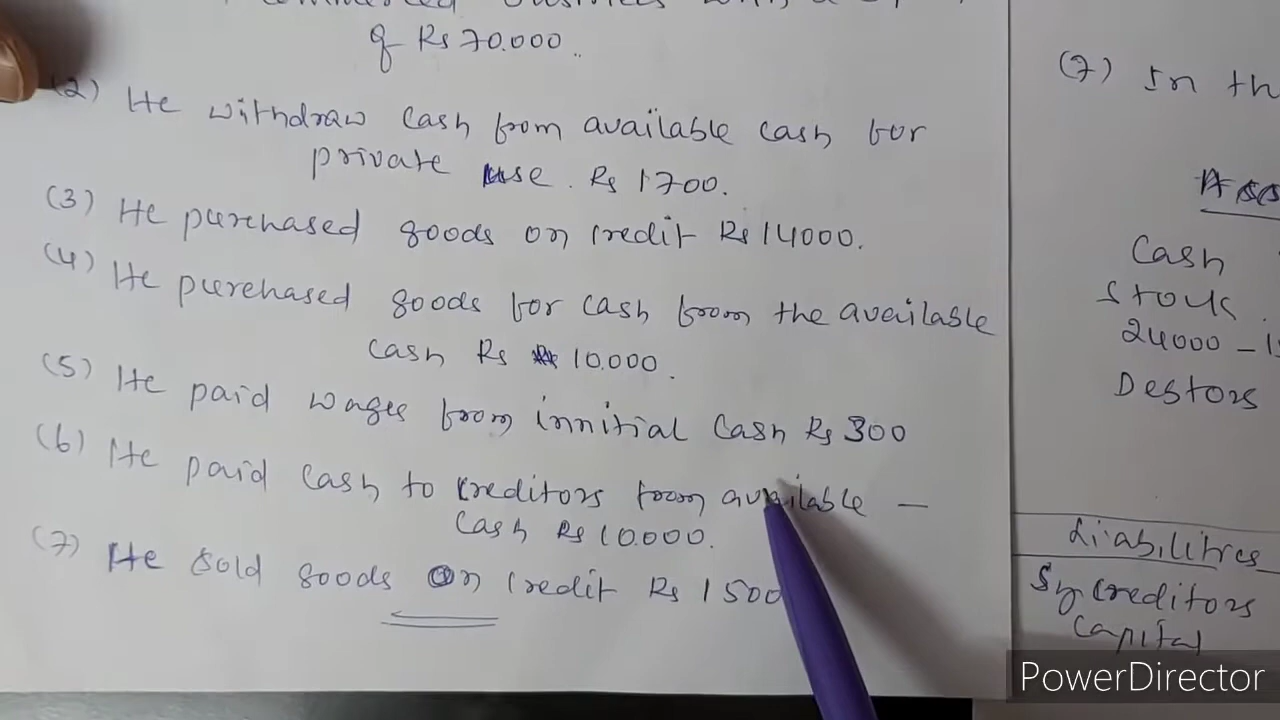 of Rs 70.000..
(2) He withdraw cash from available cash for
private use. Rs 1700.
(3) He purchased goods on credit Rs 14000.
(4) He purchased goods for cash from the available
cash Rs 10.000.
(5) He paid wages from innitial cash Rs 300
(6) He paid cash to creditors from available –
cash Rs 10.000.
(7) He sold goods on credit Rs 1500
(7) In th
Ass
Cash
Stock
24000 – 1
Debtors
Liabilities
Sy creditors
capital
PowerDirector